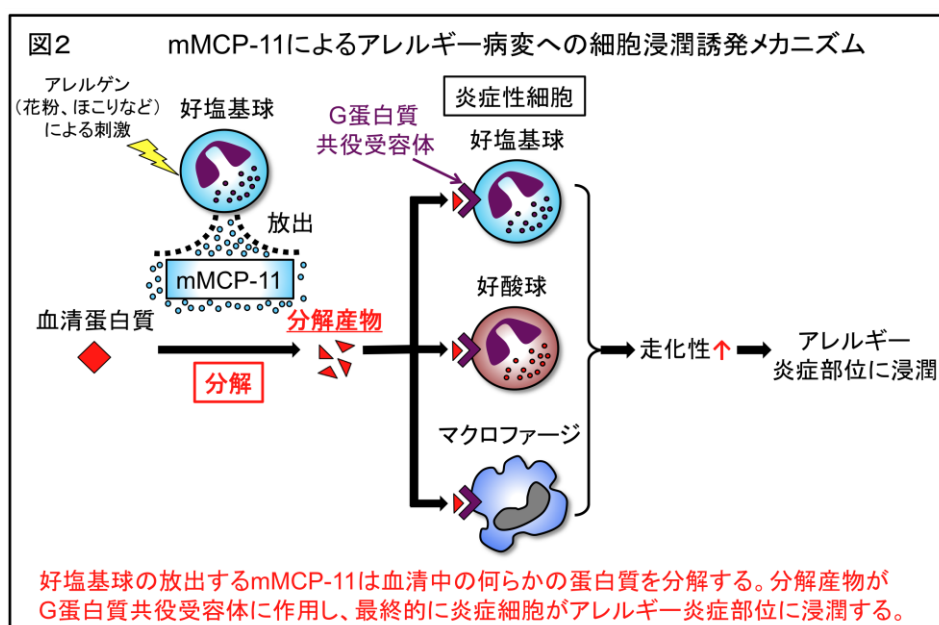 図2 mMCP-11によるアレルギー病変への細胞浸潤誘発メカニズム
アレルゲン
(花粉、ほこりなど)
による刺激
好塩基球
放出
mMCP-11
血清蛋白質
分解
分解産物
G蛋白質
共役受容体
炎症性細胞
好塩基球
好酸球
マクロファージ
走化性↑
アレルギー
炎症部位に浸潤
好塩基球の放出するmMCP-11は血清中の何らかの蛋白質を分解する。分解産物が
G蛋白質共役受容体に作用し、最終的に炎症細胞がアレルギー炎症部位に浸潤する。